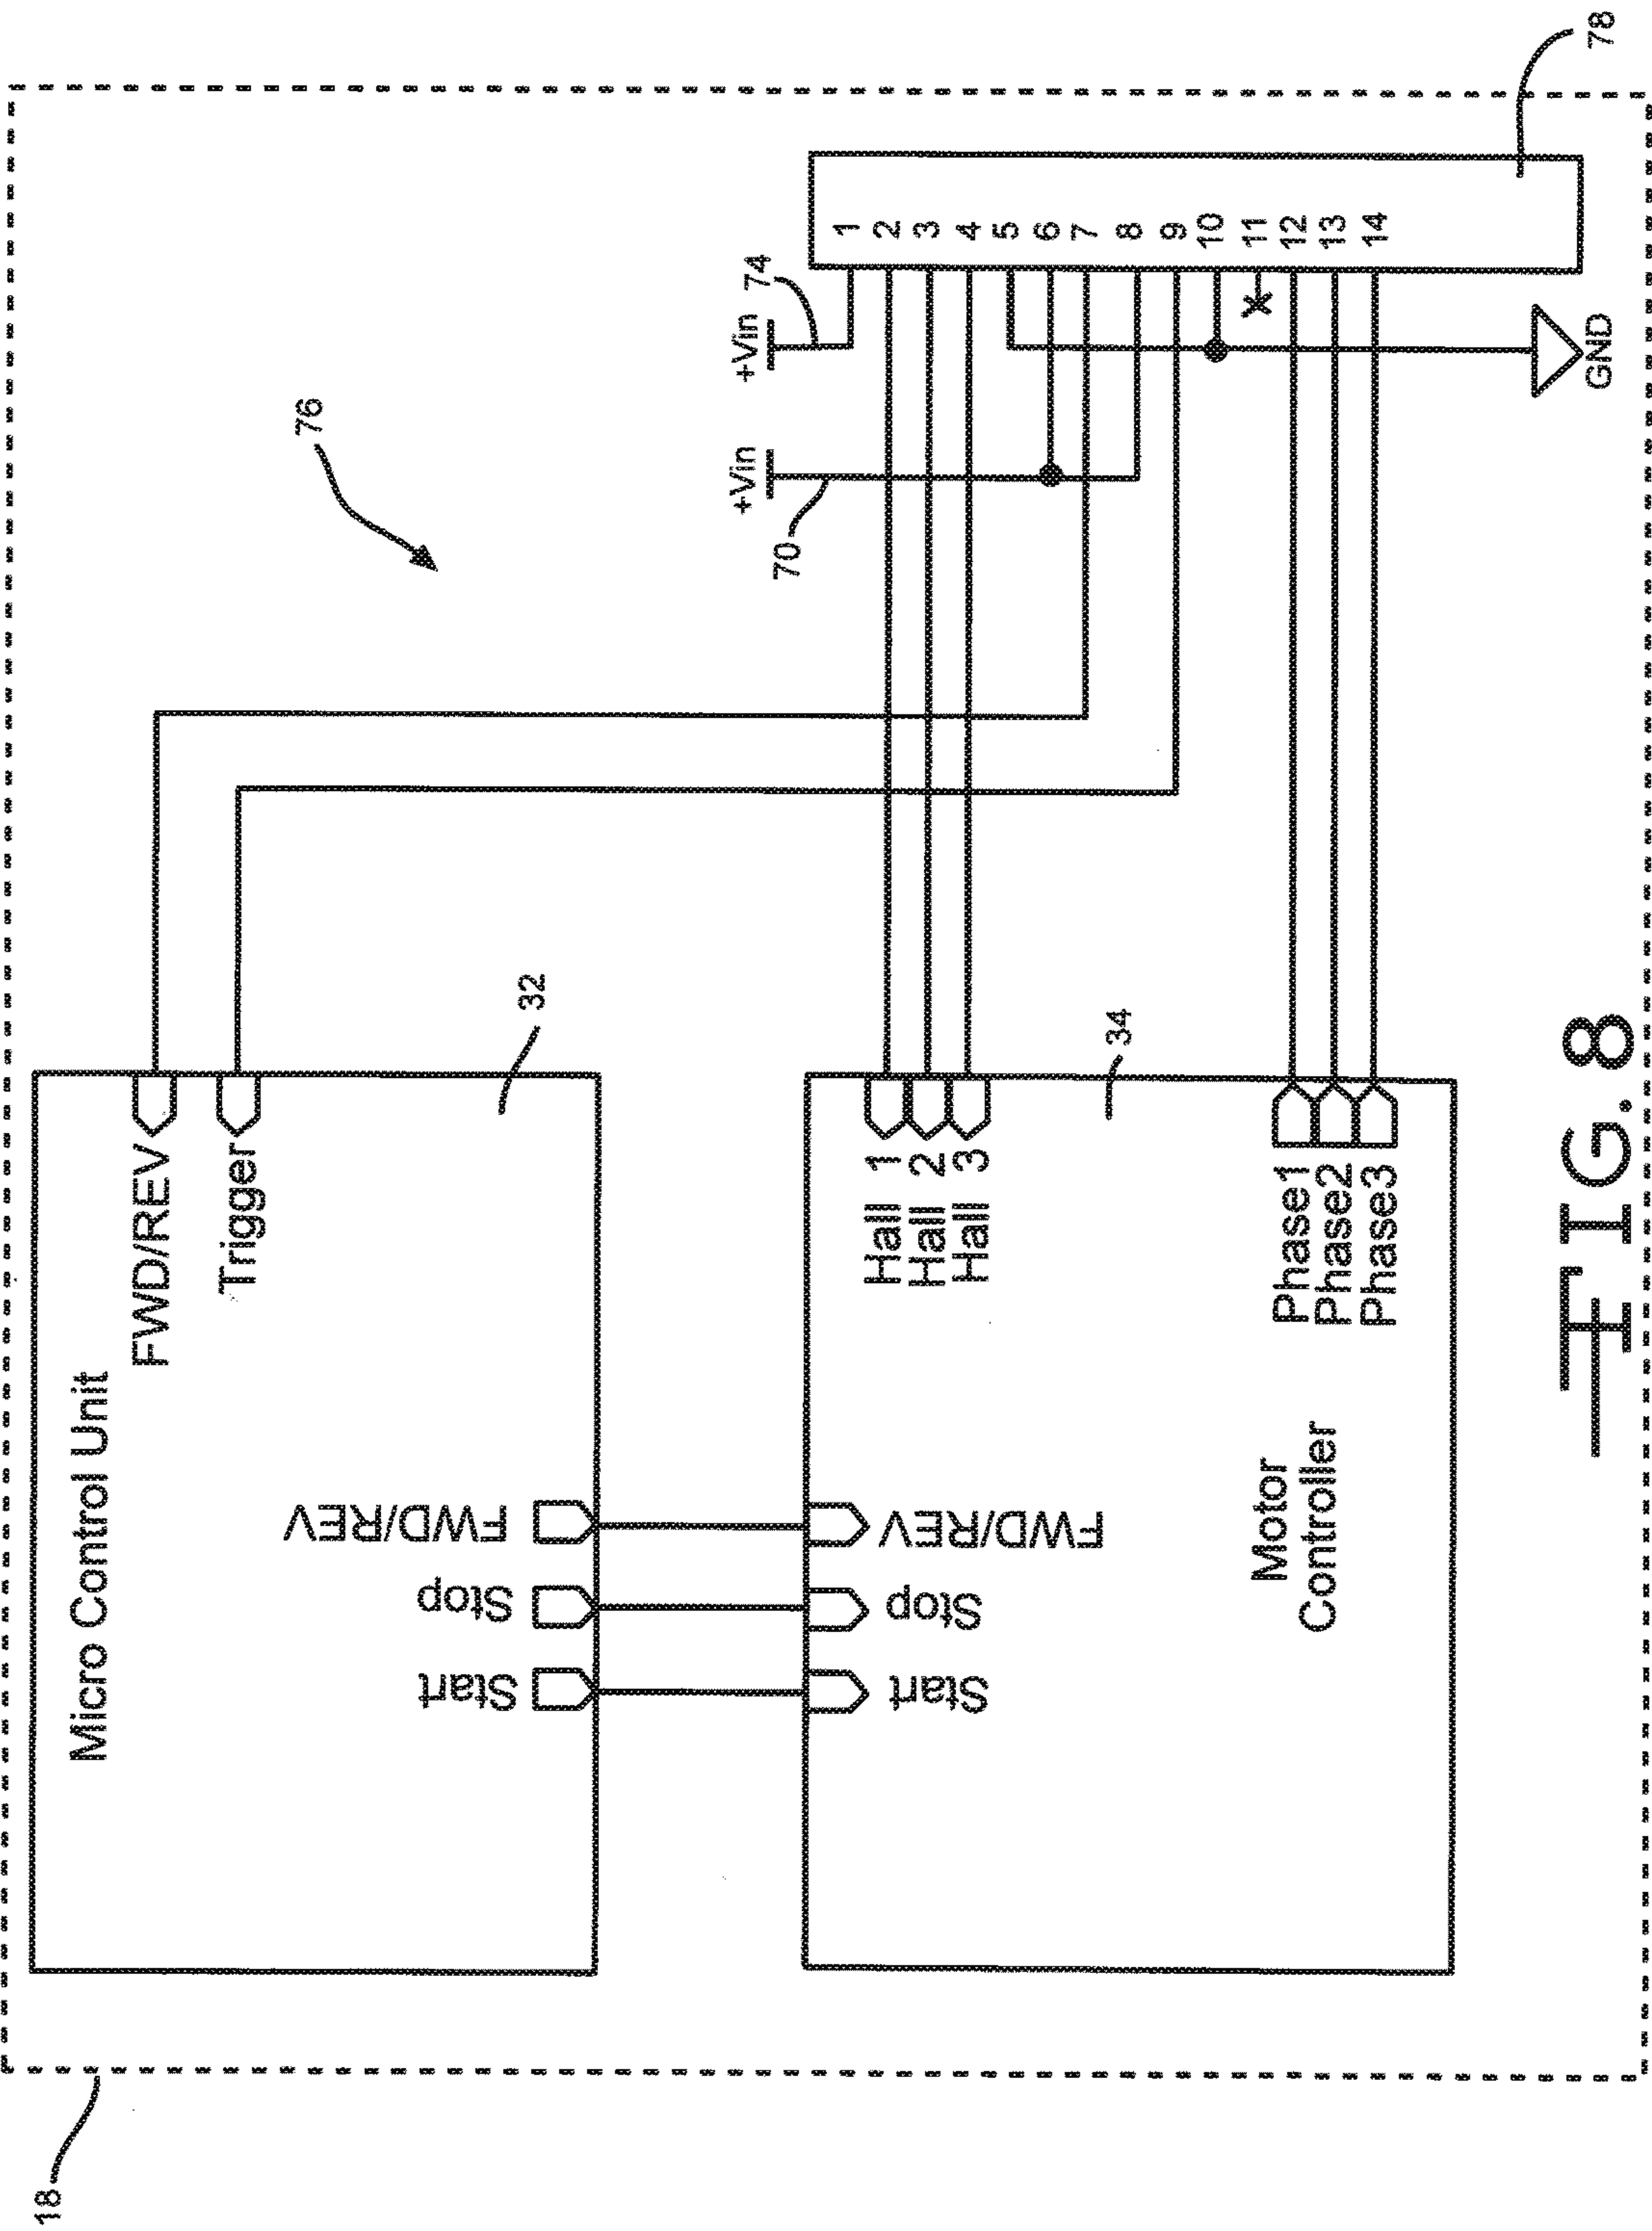 18
Micro Control Unit
FWD/REV
Trigger
32
Start
Stop
FWD/REV
76
+Vin
74
+Vin
70
Start
Stop
FWD/REV
Motor
Controller
34
Hall 1
Hall 2
Hall 3
Phase1
Phase2
Phase3
1
2
3
4
5
6
7
8
9
10
11
12
13
14
GND
78
FIG. 8